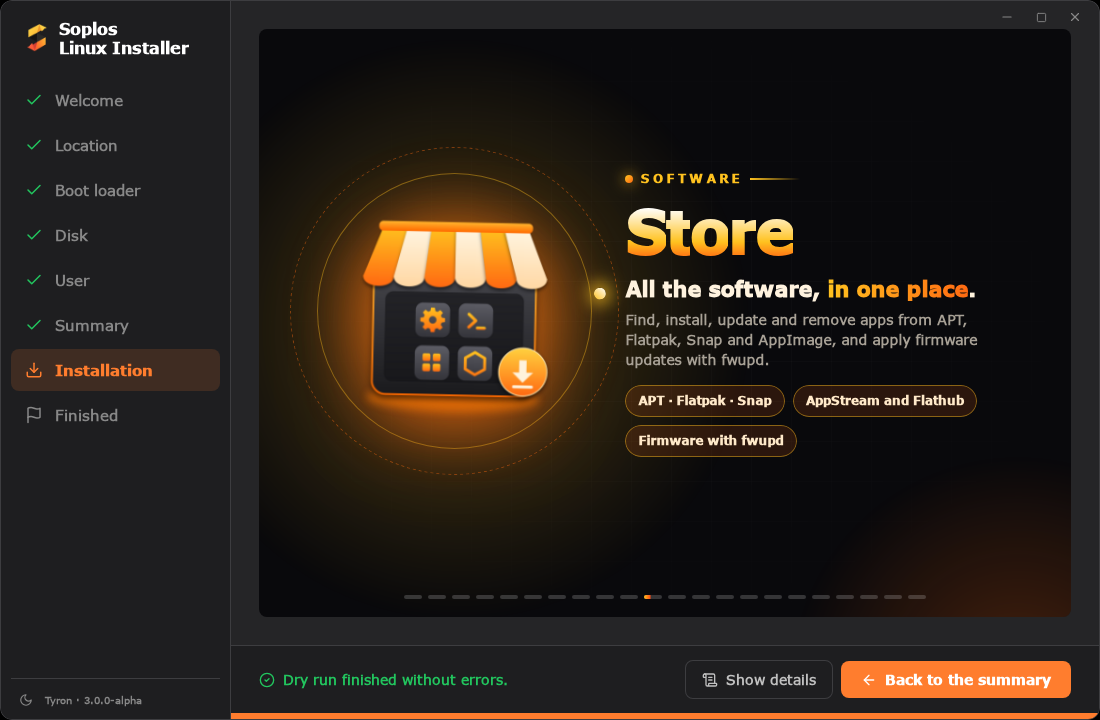 Soplos
Linux Installer
Welcome
Location
Boot loader
Disk
User
Summary
Installation
Finished
Tyron · 3.0.0-alpha
SOFTWARE
Store
All the software, in one place.
Find, install, update and remove apps from APT,
Flatpak, Snap and AppImage, and apply firmware
updates with fwupd.
APT · Flatpak · Snap
AppStream and Flathub
Firmware with fwupd
Dry run finished without errors.
Show details
Back to the summary